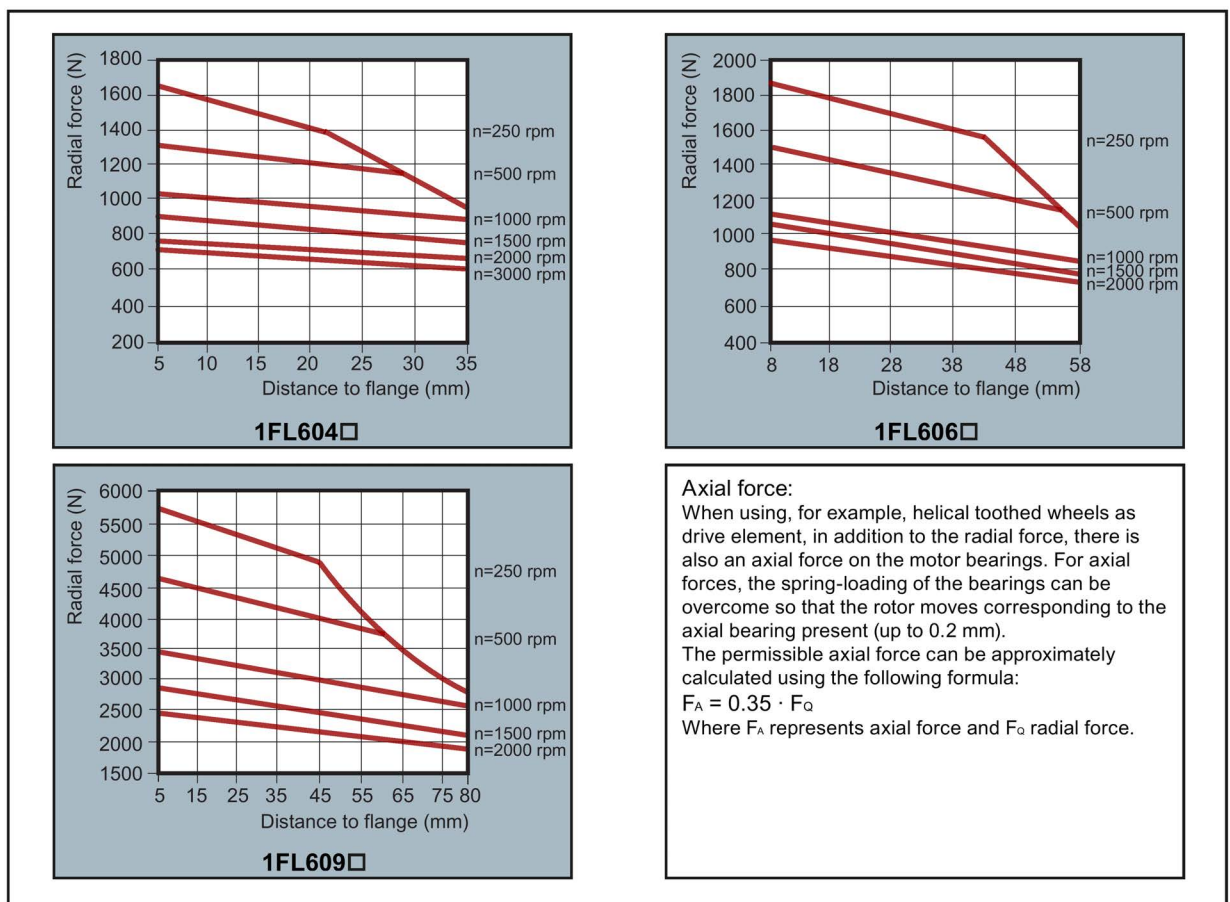 Radial force (N)
1800
1600
1400
1200
1000
800
600
400
200
n=250 rpm
n=500 rpm
n=1000 rpm
n=1500 rpm
n=2000 rpm
n=3000 rpm
5 10 15 20 25 30 35
Distance to flange (mm)
1FL604□
Radial force (N)
2000
1800
1600
1400
1200
1000
800
600
400
n=250 rpm
n=500 rpm
n=1000 rpm
n=1500 rpm
n=2000 rpm
8 18 28 38 48 58
Distance to flange (mm)
1FL606□
Radial force (N)
6000
5500
5000
4500
4000
3500
3000
2500
2000
1500
n=250 rpm
n=500 rpm
n=1000 rpm
n=1500 rpm
n=2000 rpm
5 15 25 35 45 55 65 75 80
Distance to flange (mm)
1FL609□
Axial force:
When using, for example, helical toothed wheels as
drive element, in addition to the radial force, there is
also an axial force on the motor bearings. For axial
forces, the spring-loading of the bearings can be
overcome so that the rotor moves corresponding to the
axial bearing present (up to 0.2 mm).
The permissible axial force can be approximately
calculated using the following formula:
FA = 0.35 · FQ
Where FA represents axial force and FQ radial force.